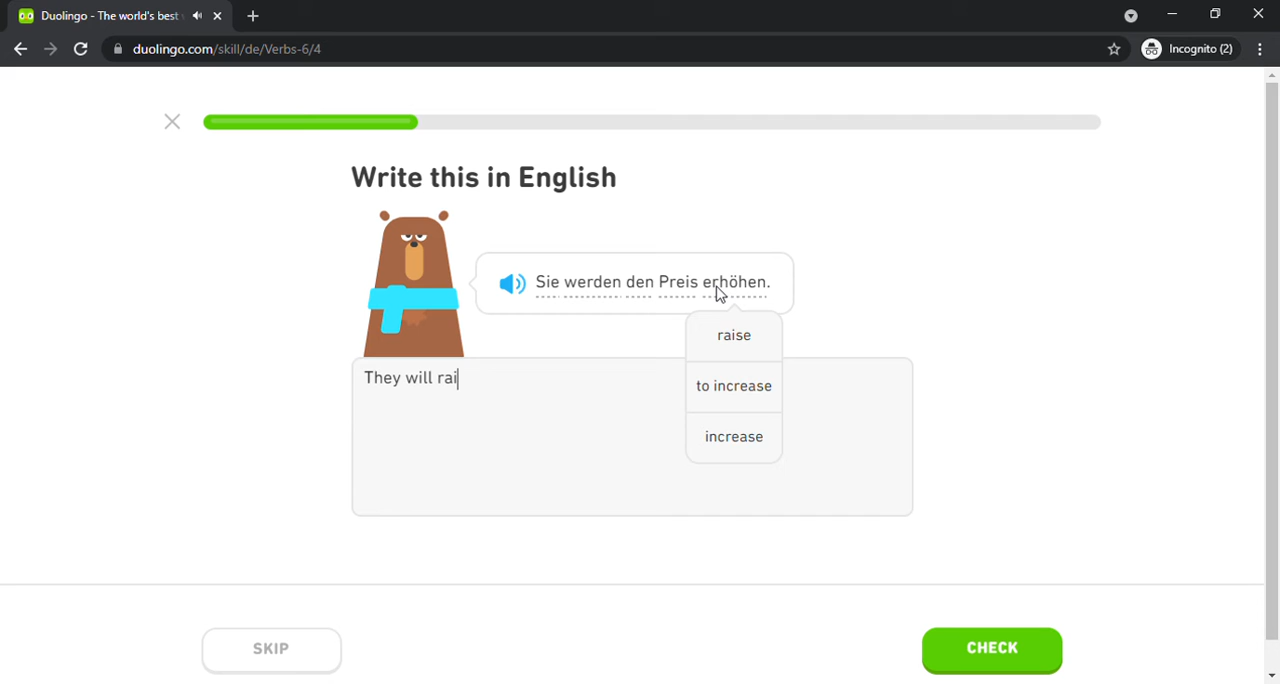 Duolingo - The world's best
duolingo.com/skill/de/Verbs-6/4
Incognito (2)
Write this in English
Sie werden den Preis erhöhen.
raise
to increase
increase
They will rai
SKIP
CHECK